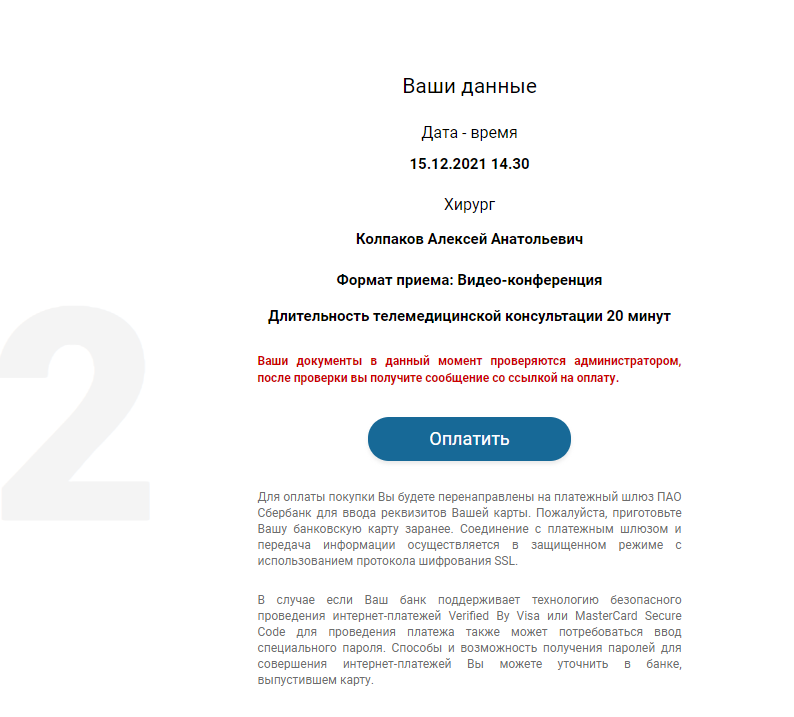 Ваши данные
Дата - время
15.12.2021 14.30
Хирург
Колпаков Алексей Анатольевич
Формат приема: Видео-конференция
Длительность телемедицинской консультации 20 минут
Ваши документы в данный момент проверяются администратором,
после проверки вы получите сообщение со ссылкой на оплату.
2
Оплатить
Для оплаты покупки Вы будете перенаправлены на платежный шлюз ПАО
Сбербанк для ввода реквизитов Вашей карты. Пожалуйста, приготовьте
Вашу банковскую карту заранее. Соединение с платежным шлюзом и
передача информации осуществляется в защищенном режиме с
использованием протокола шифрования SSL.
В случае если Ваш банк поддерживает технологию безопасного
проведения интернет-платежей Verified By Visa или MasterCard Secure
Code для проведения платежа также может потребоваться ввод
специального пароля. Способы и возможность получения паролей для
совершения интернет-платежей Вы можете уточнить в банке,
выпустившем карту.